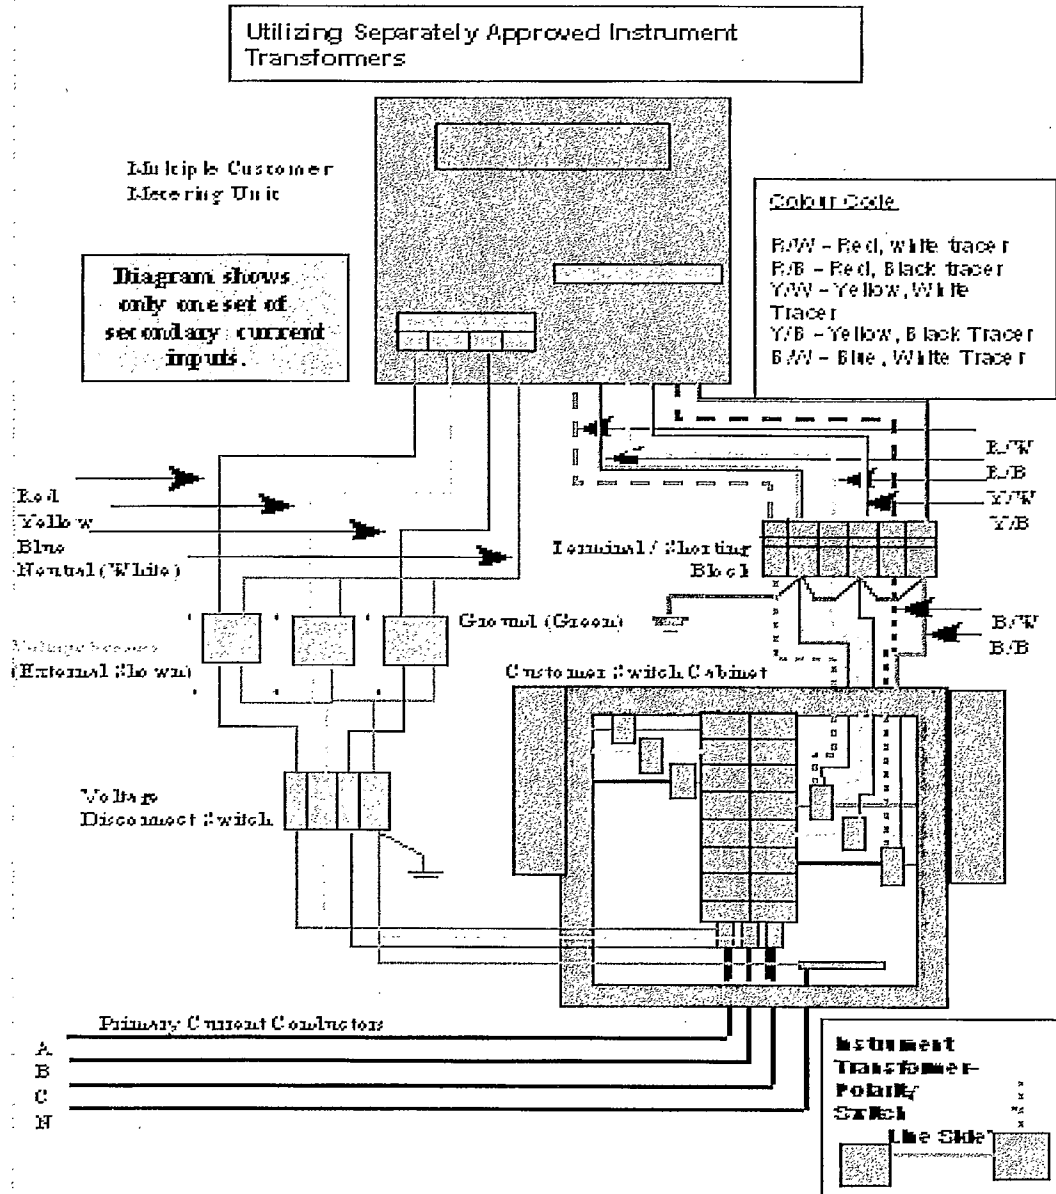 Utilizing Separately Approved Instrument
Transformers
Multiple Customer
Metering Unit
Diagram shows
only one set of
secondary current
inputs.
Colour Code
R/W - Red, white tracer
R/B - Red, Black tracer
Y/W - Yellow, White
Tracer
Y/B - Yellow, Black Tracer
B/W - Blue, White Tracer
R/W
R/B
Y/W
Y/B
Red
Yellow
Blue
Neutral (White)
Terminal / Shorting
Block
Ground (Green)
B/W
B/B
(External Shown)
Customer Switch Cabinet
Voltage
Disconnect Switch
Primary Current Conductors
A
B
C
N
Instrument
Transformer-
Polarity
Switch
Line Side